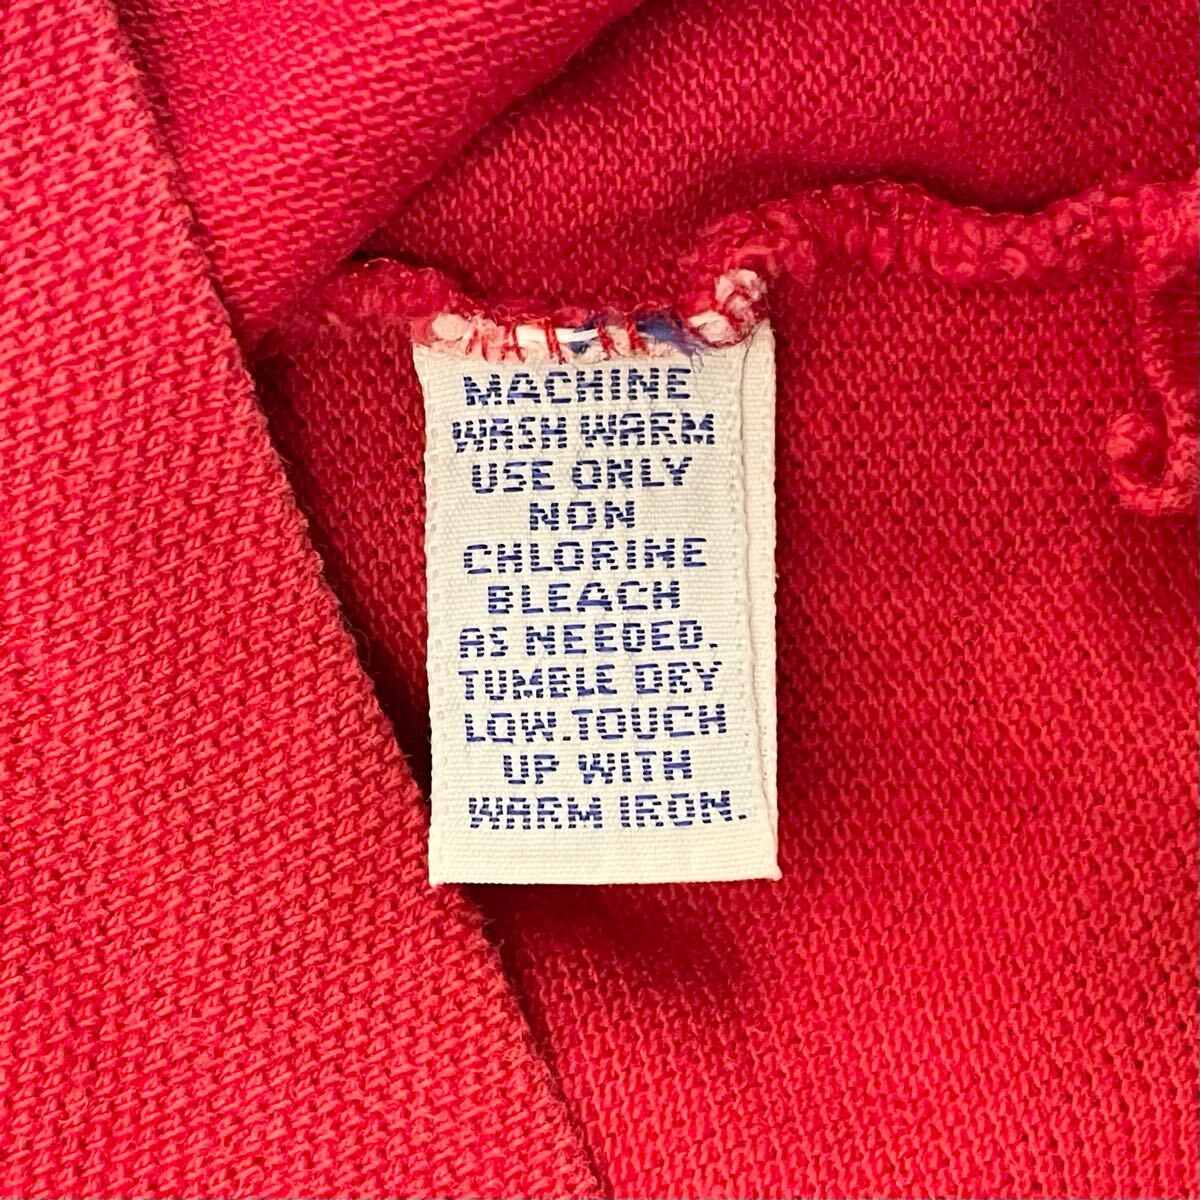 MACHINE
WASH WARM
USE ONLY
NON
CHLORINE
BLEACH
AS NEEDED.
TUMBLE DRY
LOW.TOUCH
UP WITH
WARM IRON.